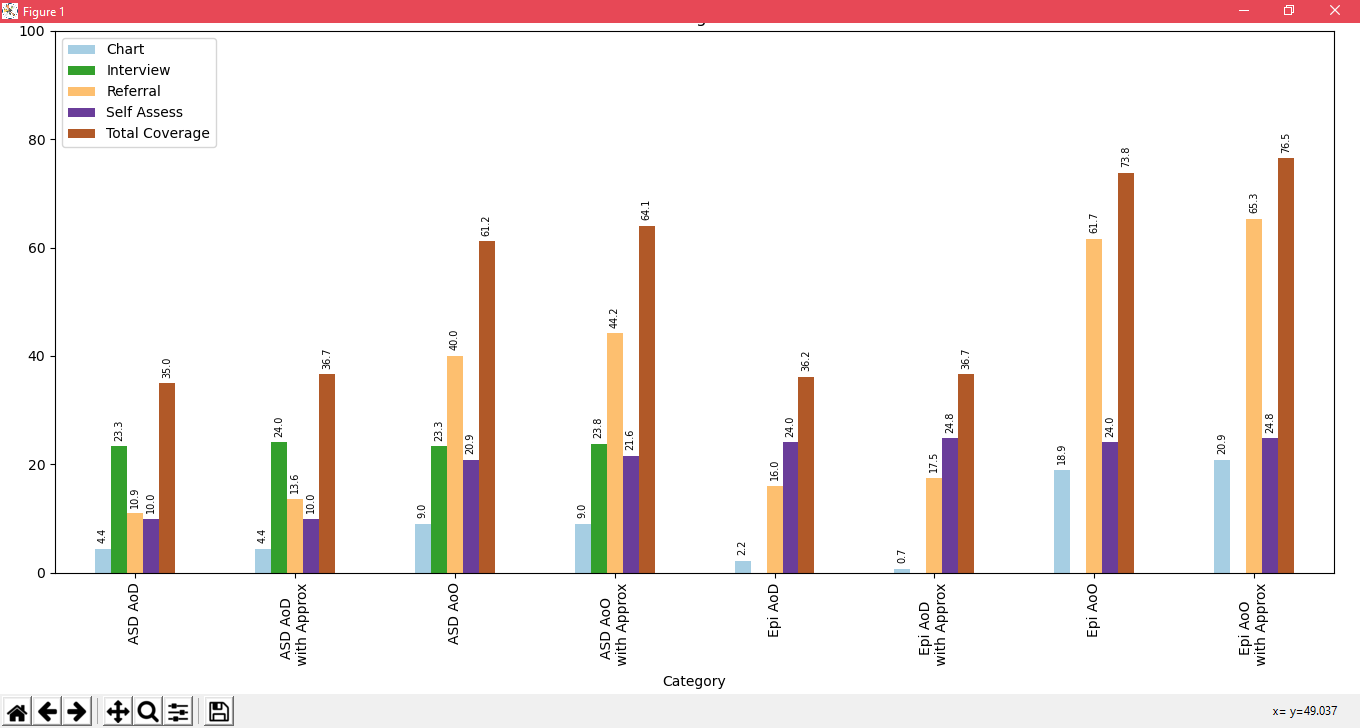 Figure 1
100
80
60
40
20
0
Chart
Interview
Referral
Self Assess
Total Coverage
4.4
23.3
10.9
10.0
35.0
4.4
24.0
13.6
10.0
36.7
9.0
23.3
40.0
20.9
61.2
9.0
23.8
44.2
21.6
64.1
2.2
16.0
24.0
36.2
0.7
17.5
24.8
36.7
18.9
61.7
24.0
73.8
20.9
65.3
24.8
76.5
ASD AoD
ASD AoD
with Approx
ASD AoO
ASD AoO
with Approx
Epi AoD
Epi AoD
with Approx
Epi AoO
Epi AoO
with Approx
Category
x= y=49.037